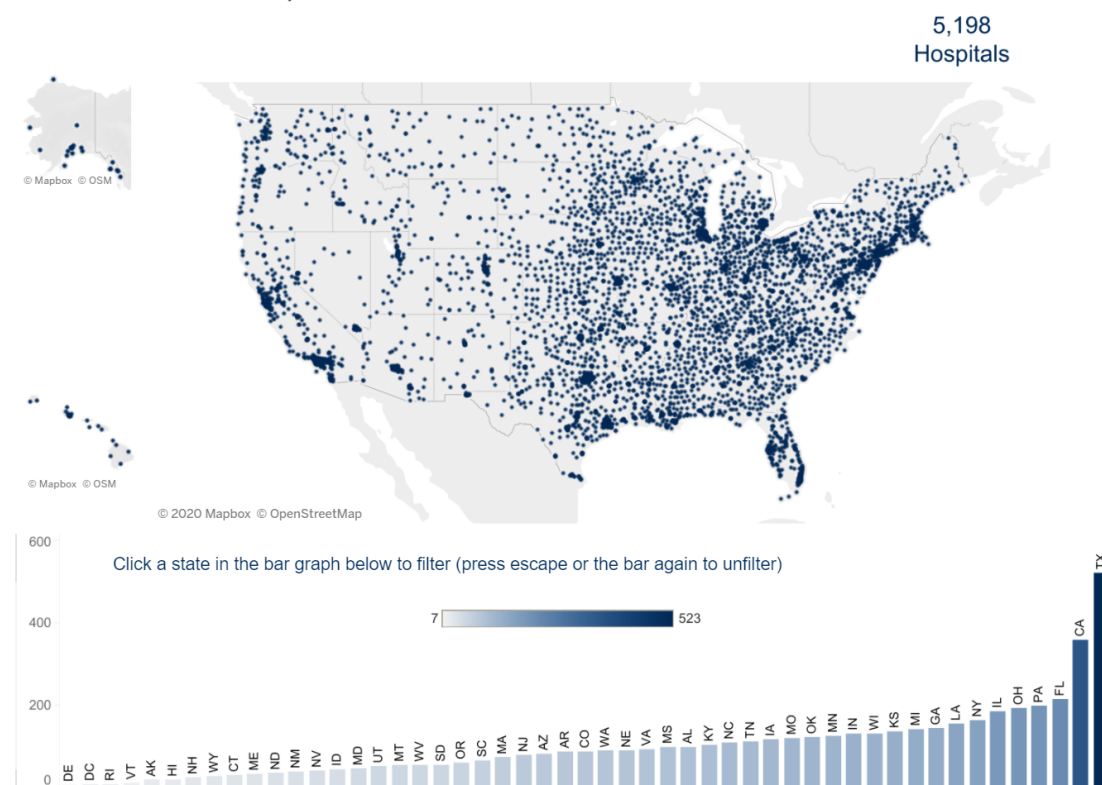 5,198
Hospitals
© Mapbox © OSM
© Mapbox © OSM
© 2020 Mapbox © OpenStreetMap
600
Click a state in the bar graph below to filter (press escape or the bar again to unfilter)
7
523
400
200
0
DE DC RI VT AK HI NH WY CT ME ND NM NV ID MD UT MT WV SD OR SC MA NJ AZ AR CO WA NE VA MS AL KY NC TN IA MO OK MN IN WI KS MI GA LA NY IL OH PA FL CA TX